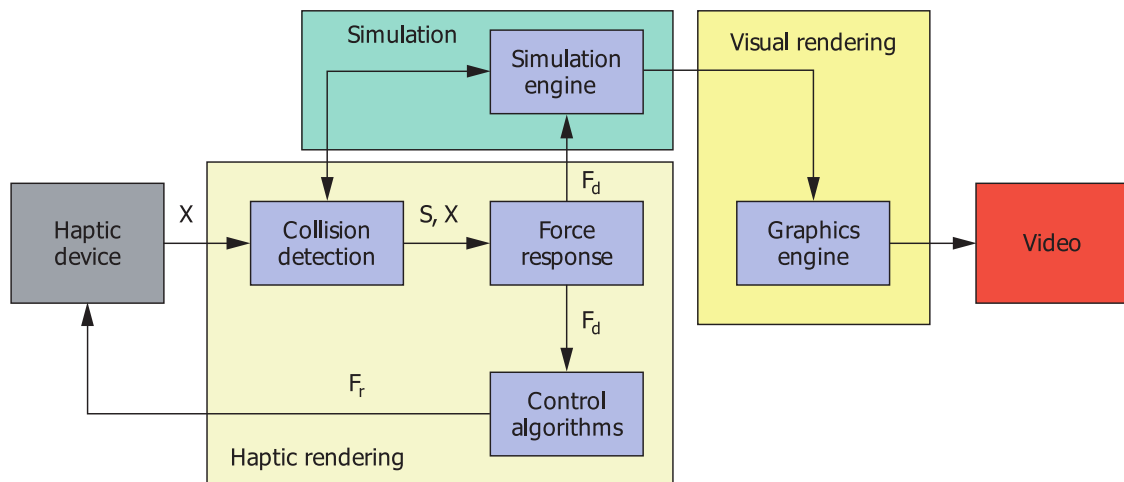 Simulation
Simulation
engine
Visual rendering
F_d
Haptic
device
X
Collision
detection
S, X
Force
response
Graphics
engine
Video
F_d
F_r
Control
algorithms
Haptic rendering